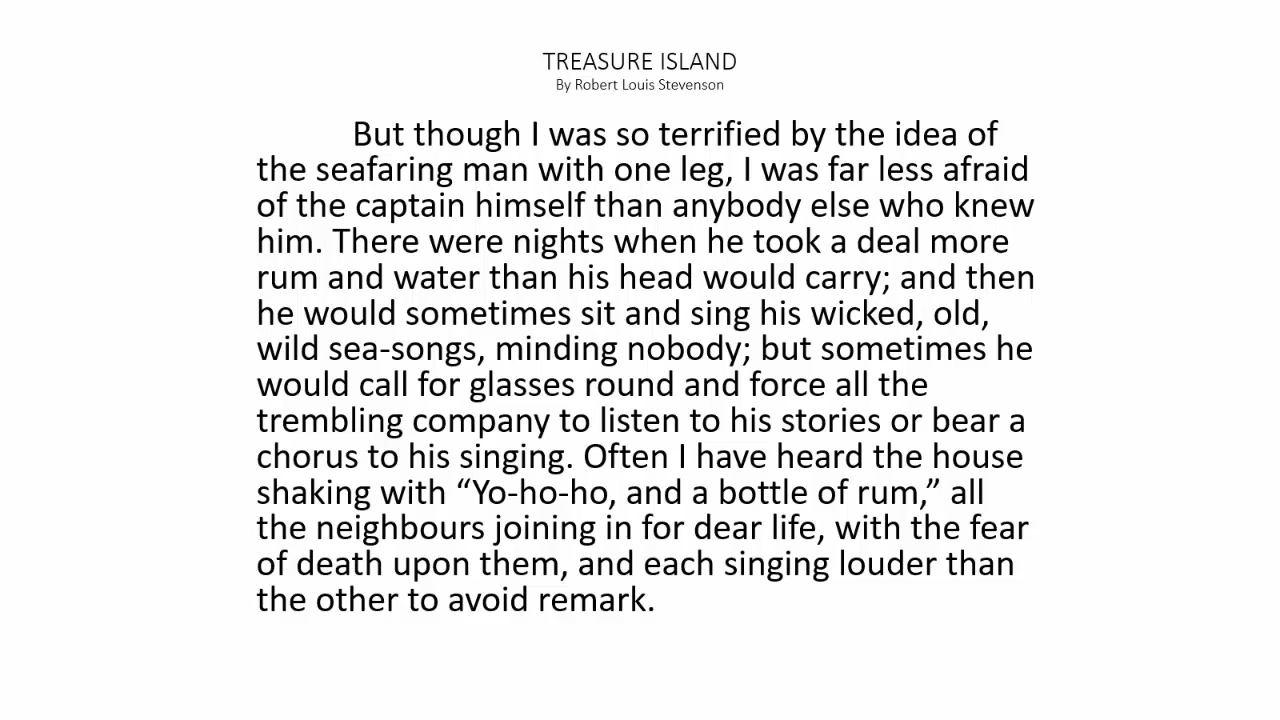 TREASURE ISLAND
By Robert Louis Stevenson
But though I was so terrified by the idea of
the seafaring man with one leg, I was far less afraid
of the captain himself than anybody else who knew
him. There were nights when he took a deal more
rum and water than his head would carry; and then
he would sometimes sit and sing his wicked, old,
wild sea-songs, minding nobody; but sometimes he
would call for glasses round and force all the
trembling company to listen to his stories or bear a
chorus to his singing. Often I have heard the house
shaking with “Yo-ho-ho, and a bottle of rum,” all
the neighbours joining in for dear life, with the fear
of death upon them, and each singing louder than
the other to avoid remark.